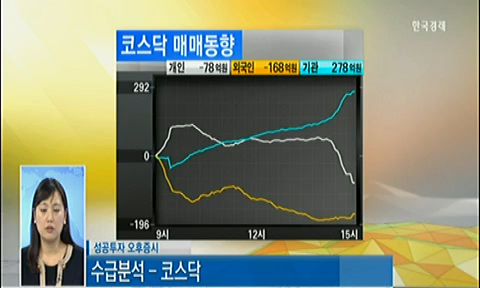 한국경제
코스닥 매매동향
개인 -78억원 외국인 -168억원 기관 278억원
292
0
-196
9시 12시 15시
성공투자 오후증시
수급분석 - 코스닥